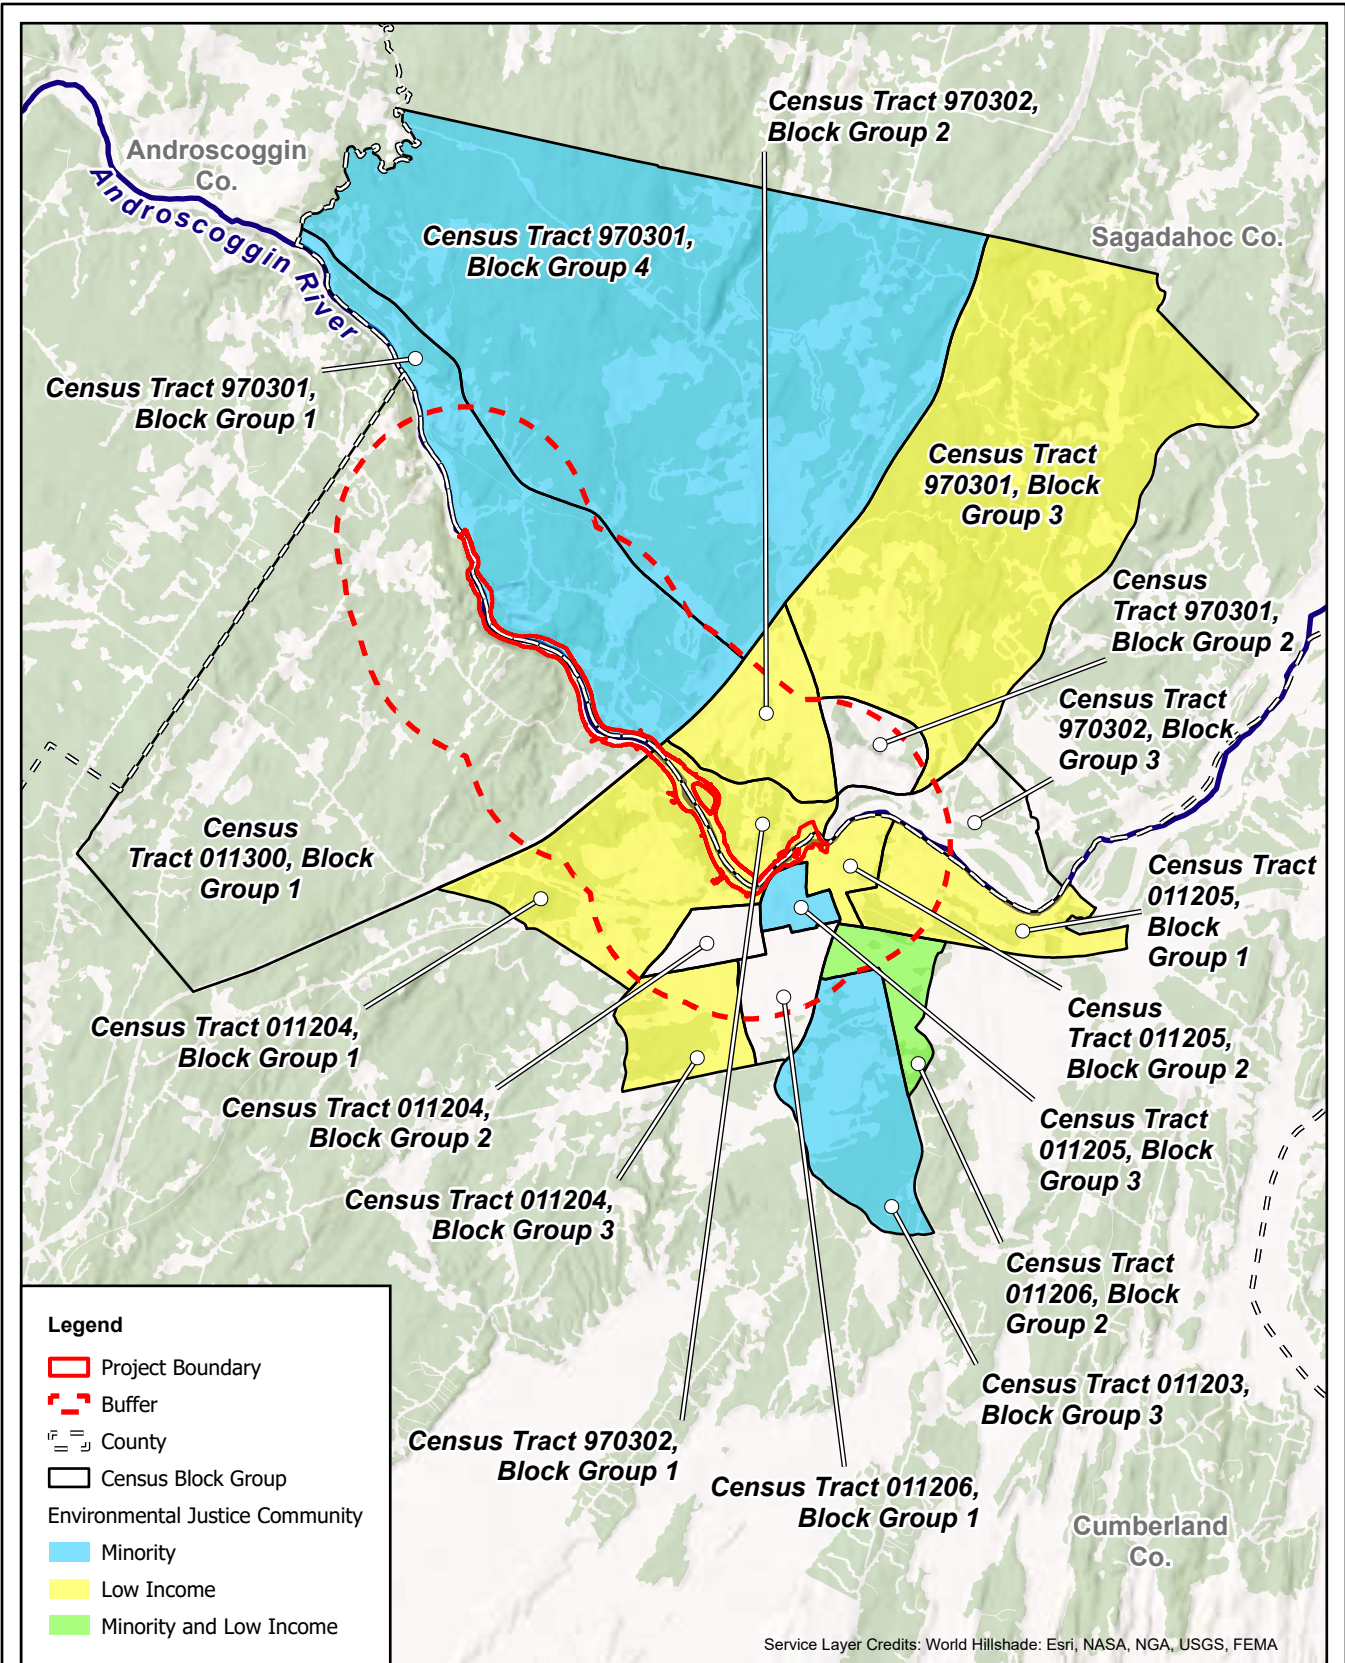 Census Tract 970302,
Block Group 2
Androscoggin
Co.
Androscoggin River
Census Tract 970301,
Block Group 4
Sagadahoc Co.
Census Tract 970301,
Block Group 1
Census Tract
970301, Block
Group 3
Census
Tract 970301,
Block Group 2
Census Tract
970302, Block
Group 3
Census
Tract 011300, Block
Group 1
Census Tract
011205,
Block
Group 1
Census Tract 011204,
Block Group 1
Census
Tract 011205,
Block Group 2
Census Tract 011204,
Block Group 2
Census Tract
011205, Block
Group 3
Census Tract 011204,
Block Group 3
Census Tract
011206, Block
Group 2
Census Tract 011203,
Block Group 3
Census Tract 970302,
Block Group 1
Census Tract 011206,
Block Group 1
Cumberland
Co.
Legend
Project Boundary
Buffer
County
Census Block Group
Environmental Justice Community
Minority
Low Income
Minority and Low Income
Service Layer Credits: World Hillshade: Esri, NASA, NGA, USGS, FEMA